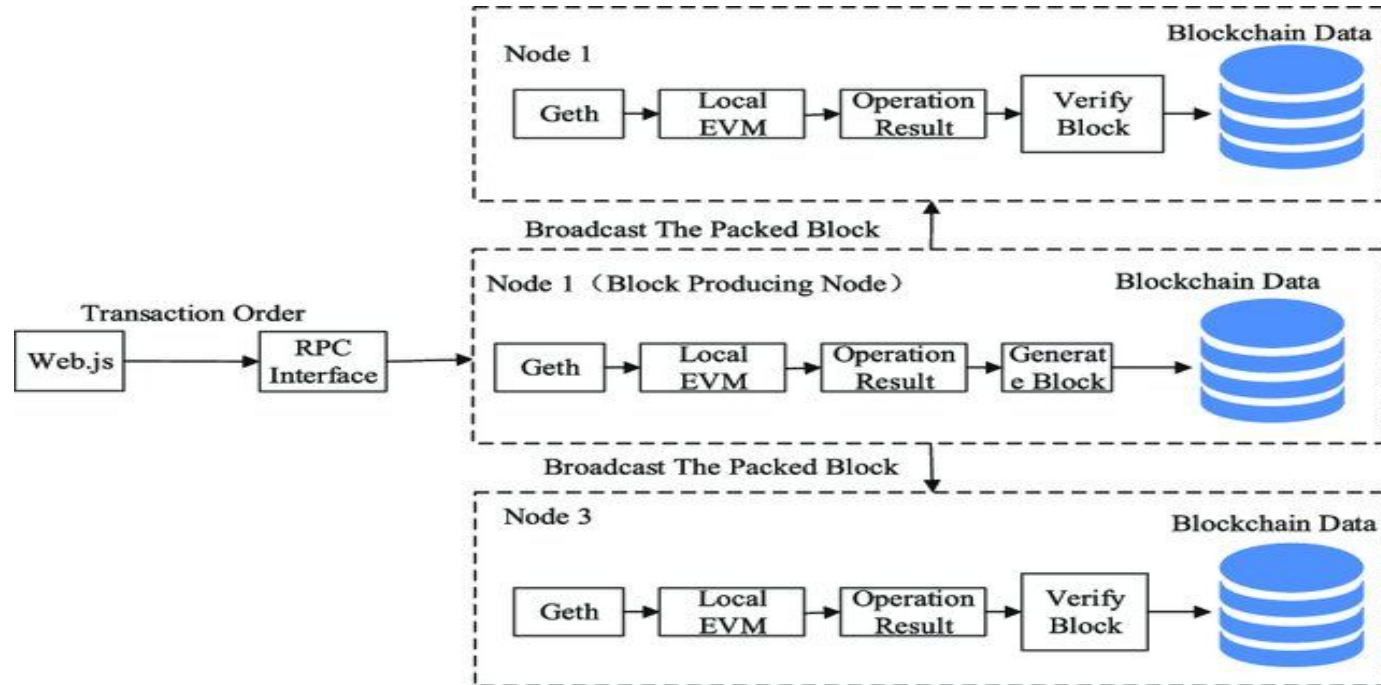 Blockchain Data
Node 1
Geth
Local
EVM
Operation
Result
Verify
Block
Broadcast The Packed Block
Node 1（Block Producing Node）
Blockchain Data
Transaction Order
Web.js
RPC
Interface
Geth
Local
EVM
Operation
Result
Generat
e Block
Broadcast The Packed Block
Node 3
Blockchain Data
Geth
Local
EVM
Operation
Result
Verify
Block